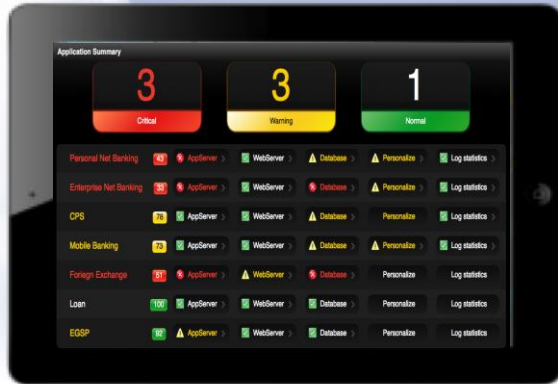 Application Summary
3 3 1
Critical Warning Normal
Personal Net Banking 43 AppServer WebServer Database Personalize Log statistics
Enterprise Net Banking 33 AppServer WebServer Database Personalize Log statistics
CPS 78 AppServer WebServer Database Personalize Log statistics
Mobile Banking 73 AppServer WebServer Database Personalize Log statistics
Foriegn Exchange 51 AppServer WebServer Database Personalize Log statistics
Loan 100 AppServer WebServer Database Personalize Log statistics
EGSP 92 AppServer WebServer Database Personalize Log statistics